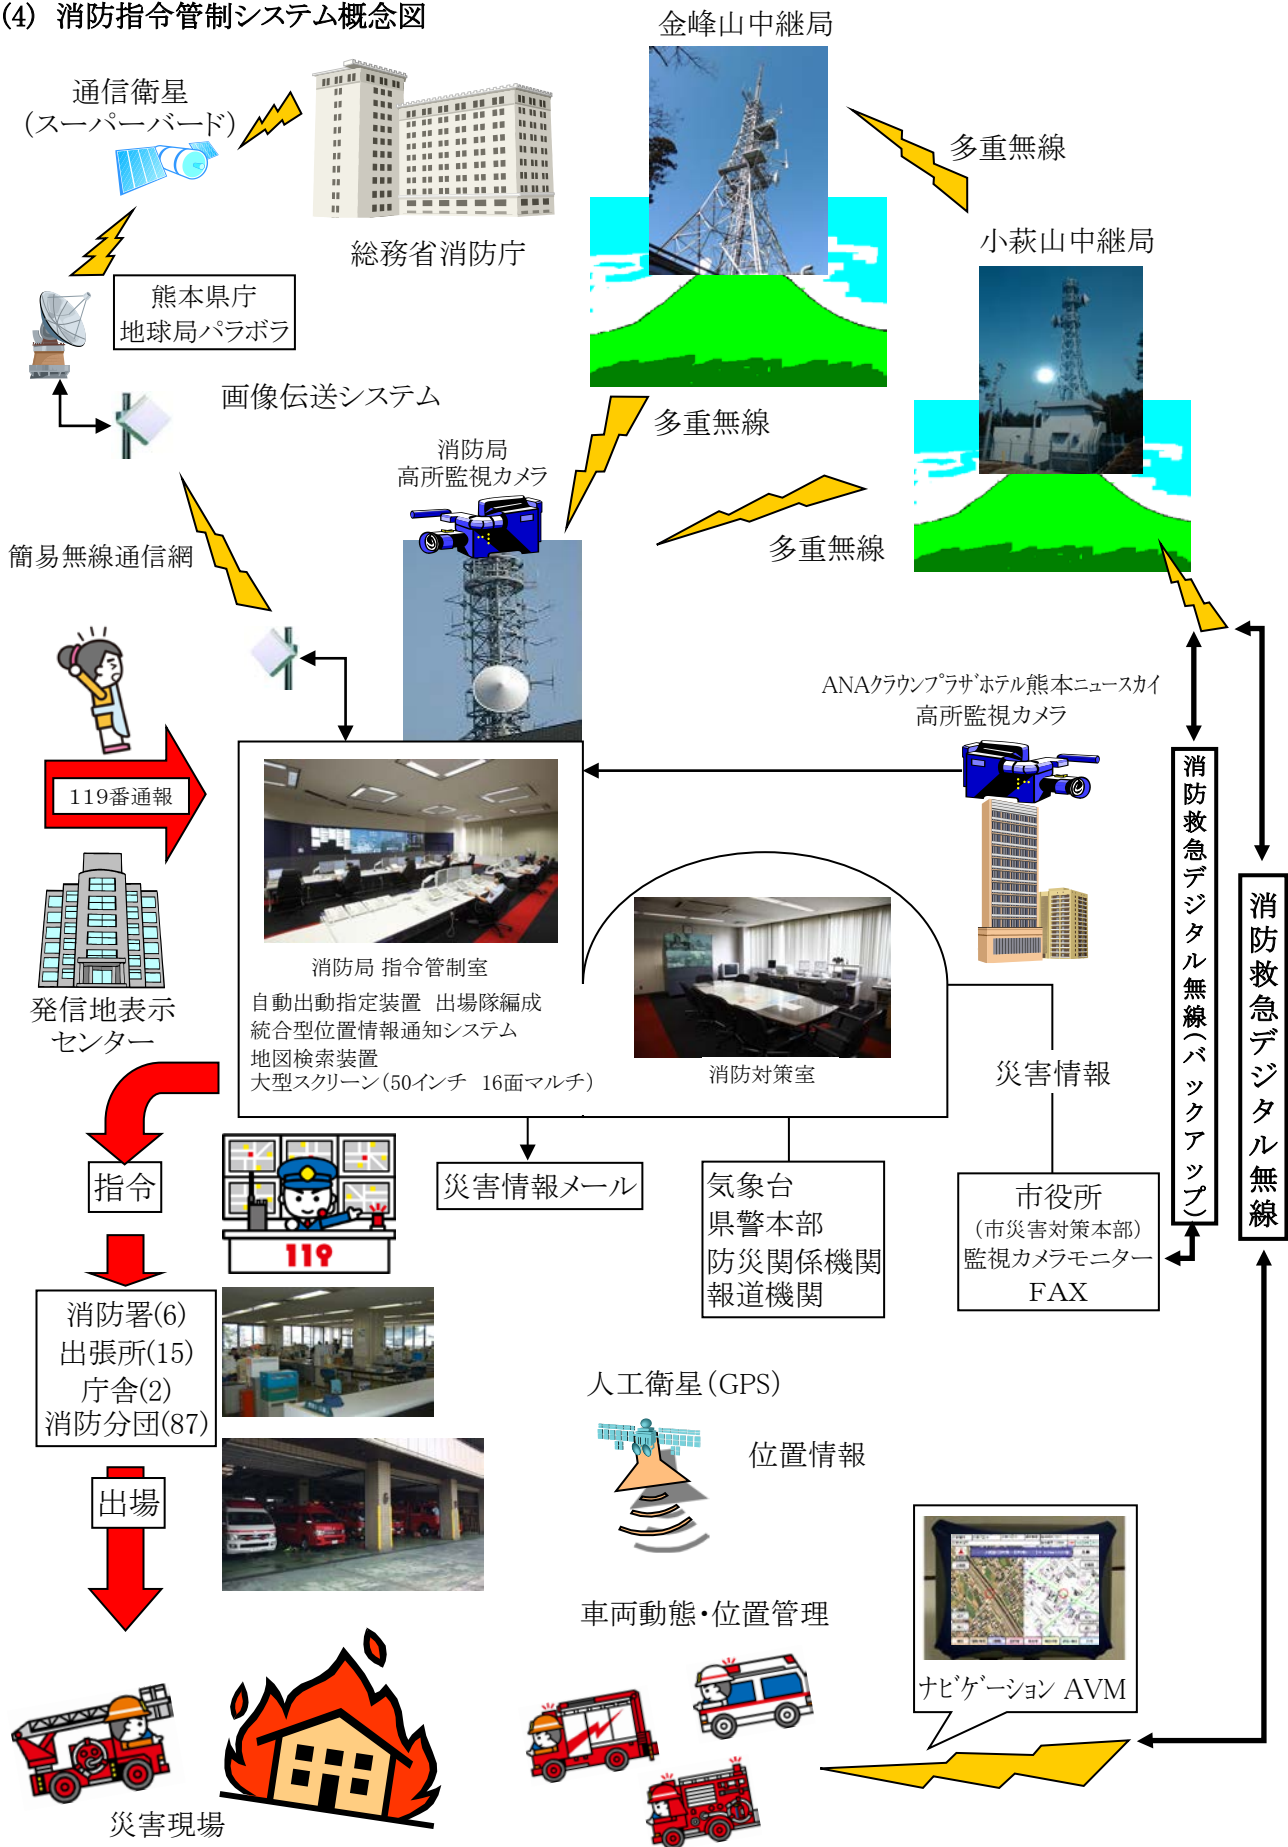 (4) 消防指令管制システム概念図
金峰山中継局
通信衛星
(スーパーバード)
多重無線
総務省消防庁
小萩山中継局
熊本県庁
地球局パラボラ
画像伝送システム
多重無線
消防局
高所監視カメラ
簡易無線通信網
多重無線
ANAクラウンプラザホテル熊本ニュースカイ
高所監視カメラ
119番通報
消防救急デジタル無線(バックアップ)
消防救急デジタル無線
発信地表示
センター
消防局 指令管制室
自動出動指定装置 出場隊編成
統合型位置情報通知システム
地図検索装置
大型スクリーン(50インチ 16面マルチ)
消防対策室
災害情報
指令
119
災害情報メール
気象台
県警本部
防災関係機関
報道機関
市役所
(市災害対策本部)
監視カメラモニター
FAX
消防署(6)
出張所(15)
庁舎(2)
消防分団(87)
人工衛星(GPS)
位置情報
出場
車両動態・位置管理
ナビゲーション AVM
災害現場